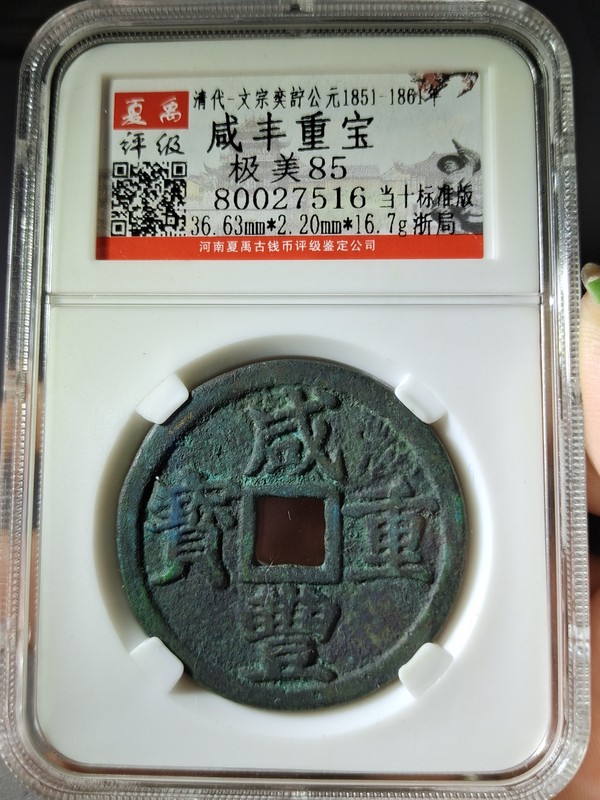 夏禹
评级
清代-文宗奕詝公元1851-1861年
咸丰重宝
极美85
80027516 当十标准版
36.63mm*2.20mm*16.7g 浙局
河南夏禹古钱币评级鉴定公司
咸
豐
重
寶